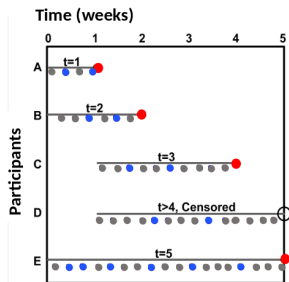 Time (weeks)
0 1 2 3 4 5
A t=1
B t=2
C t=3
D t>4, Censored
E t=5
Participants